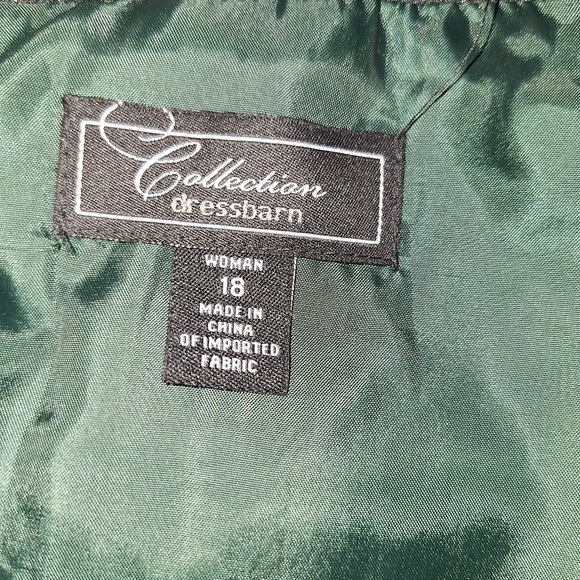 Collection
dressbarn
WOMAN
18
MADE IN
CHINA
OF IMPORTED
FABRIC